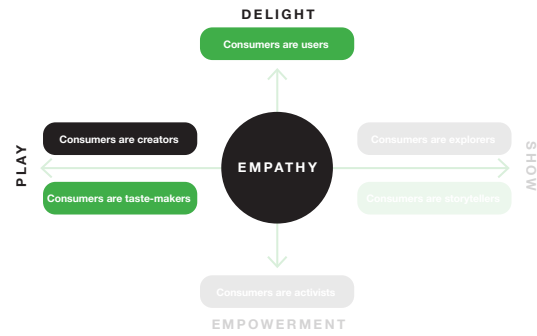 DELIGHT
Consumers are users
Consumers are creators
Consumers are explorers
PLAY
EMPATHY
SHOW
Consumers are taste-makers
Consumers are storytellers
Consumers are activists
EMPOWERMENT